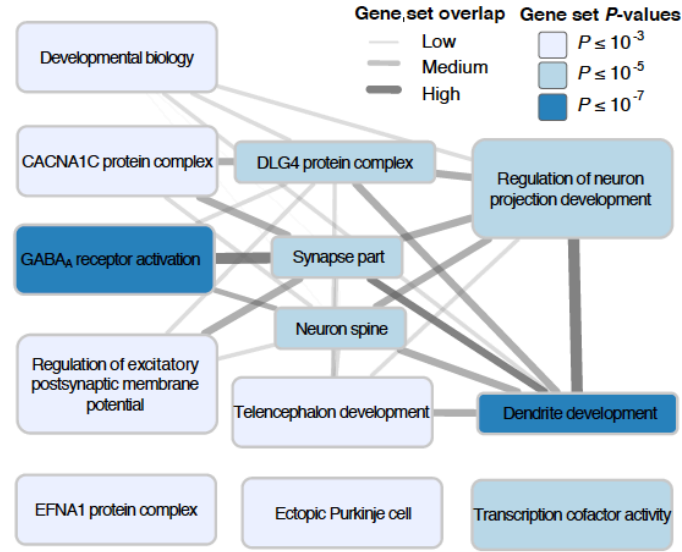 Gene set overlap
Low
Medium
High
Gene set P-values
P ≤ 10⁻³
P ≤ 10⁻⁵
P ≤ 10⁻⁷
Developmental biology
CACNA1C protein complex
DLG4 protein complex
Regulation of neuron
projection development
GABAA receptor activation
Synapse part
Neuron spine
Regulation of excitatory
postsynaptic membrane
potential
Telencephalon development
Dendrite development
EFNA1 protein complex
Ectopic Purkinje cell
Transcription cofactor activity